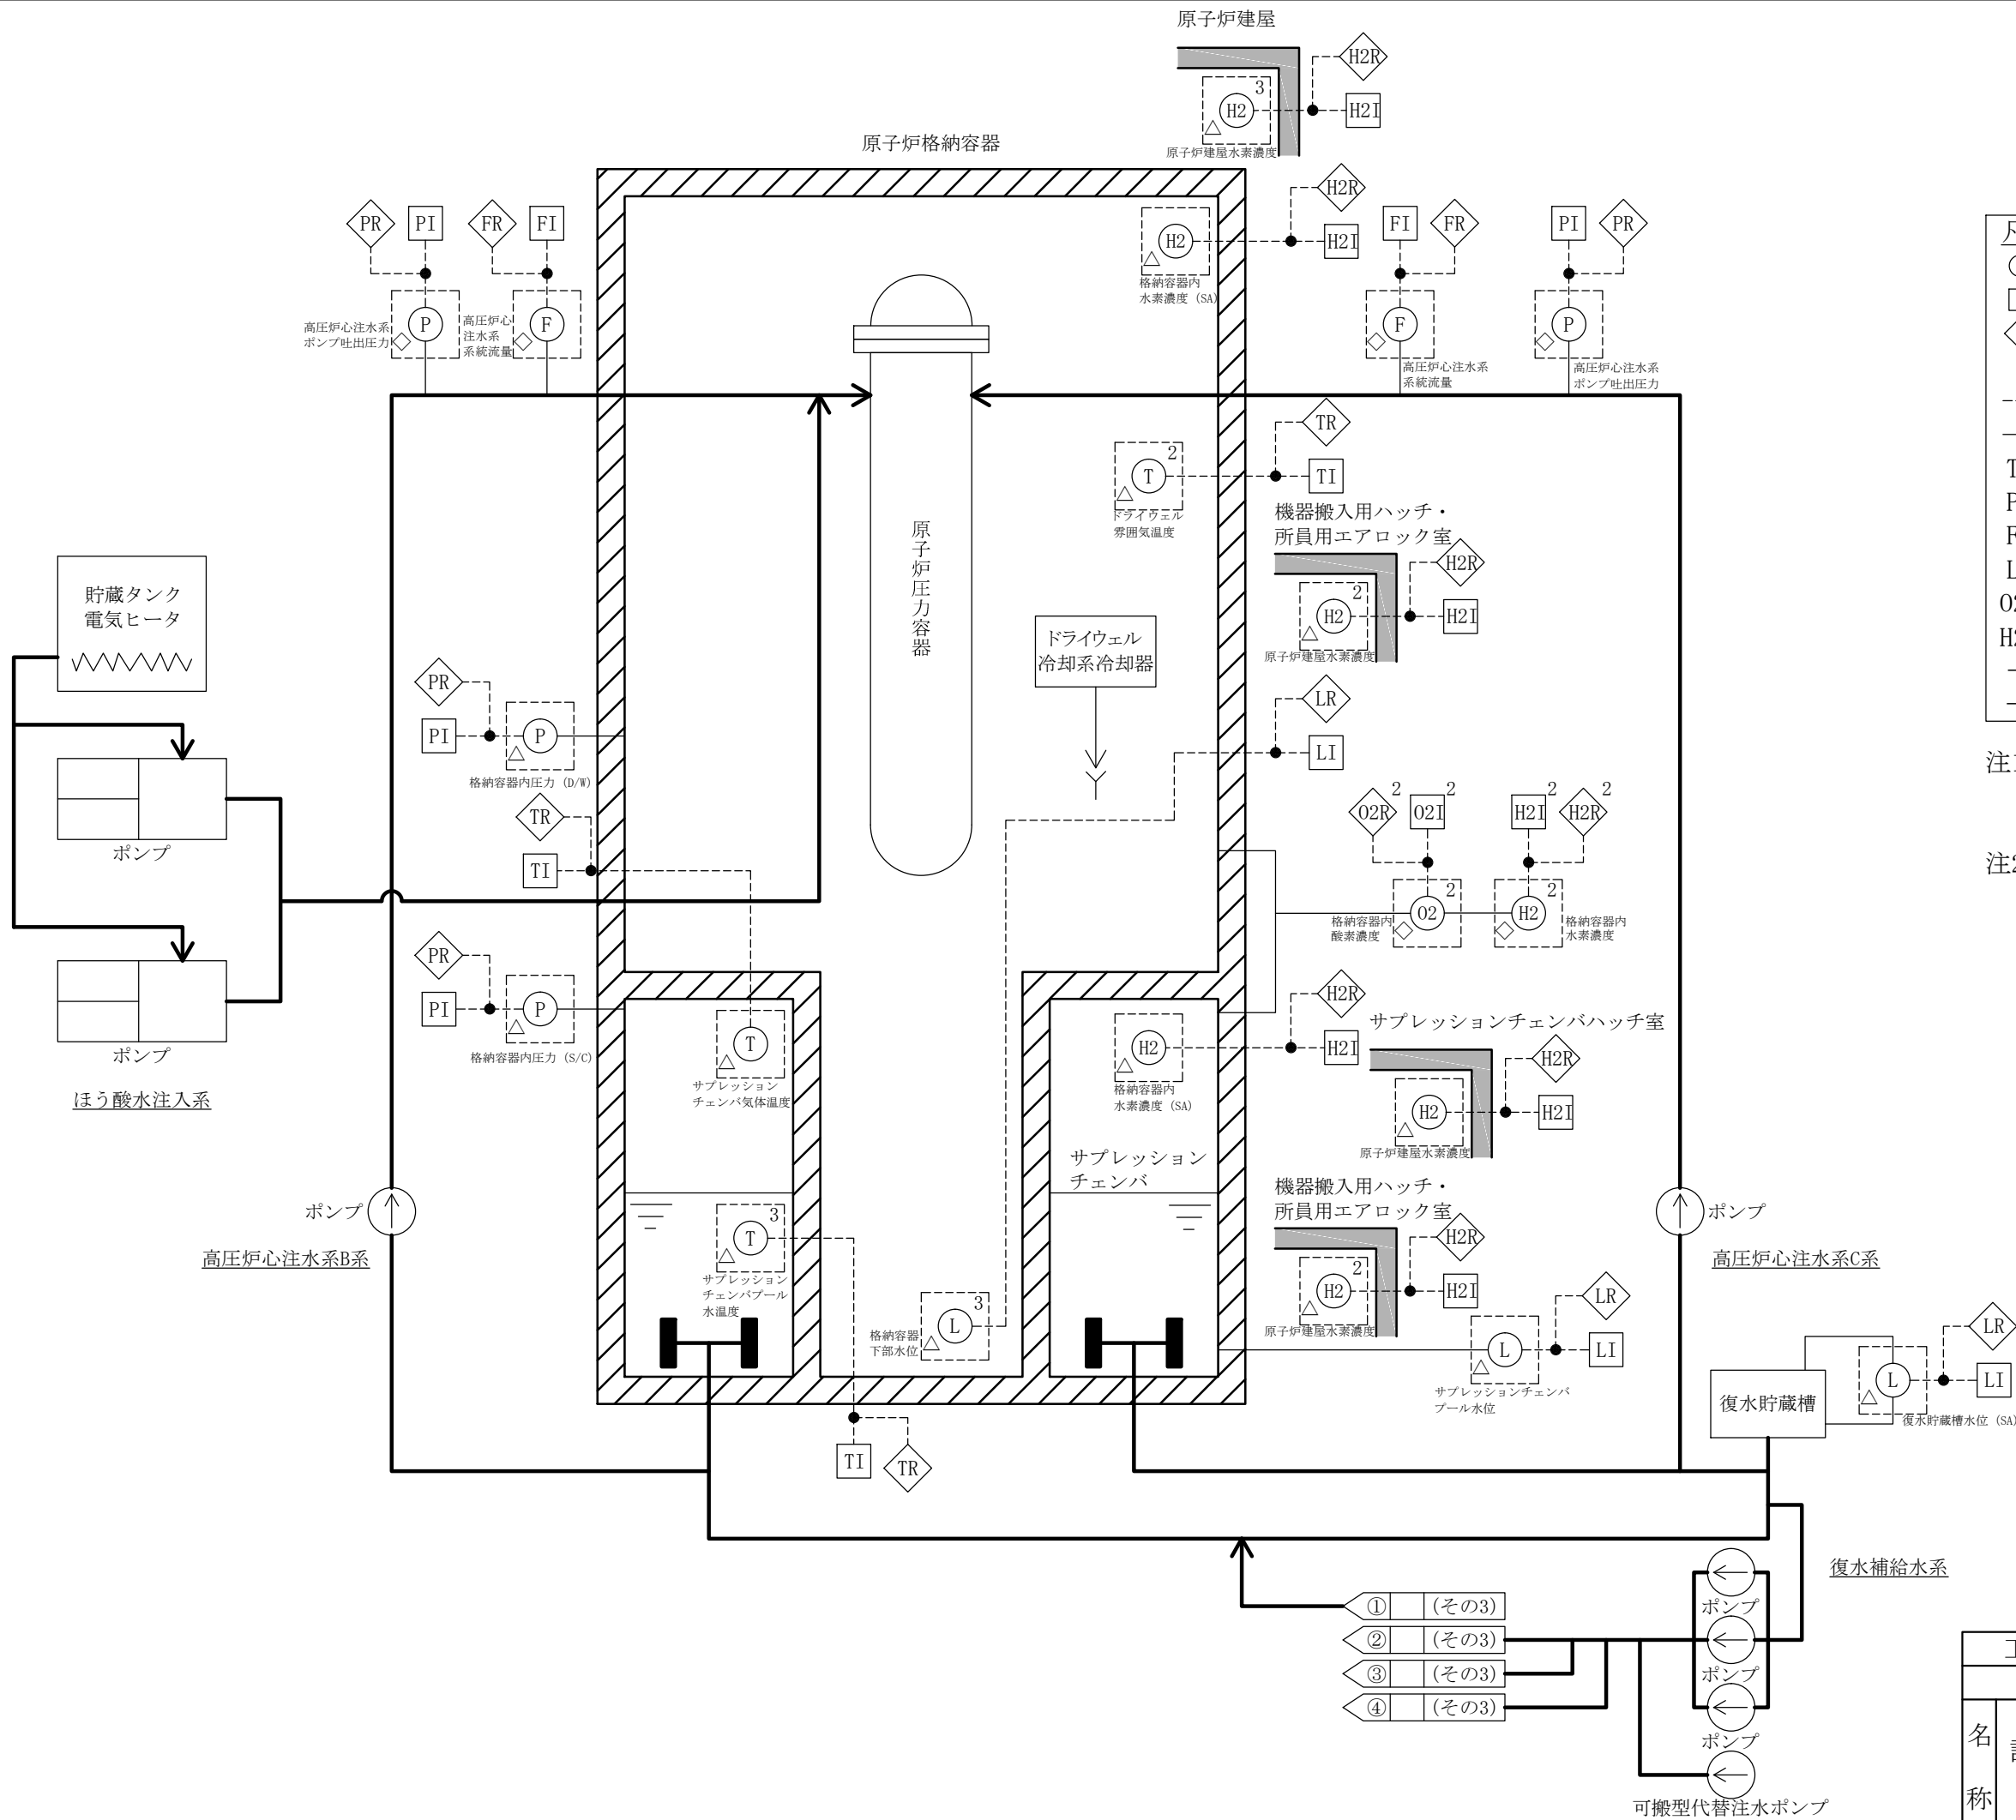 原子炉建屋
H2R
3
H2
H2I
原子炉建屋水素濃度
原子炉格納容器
H2R
H2
H2I
格納容器内
水素濃度（SA）
PR
PI
FR
FI
P
F
高圧炉心注水系
ポンプ吐出圧力
高圧炉心
注水系
系統流量
FI
FR
PI
PR
F
P
高圧炉心注水系
系統流量
高圧炉心注水系
ポンプ吐出圧力
TR
2
T
TI
ドライウェル
雰囲気温度
機器搬入用ハッチ・
所員用エアロック室
H2R
2
H2
H2I
原子炉建屋水素濃度
原子炉圧力容器
貯蔵タンク
電気ヒータ
ドライウェル
冷却系冷却器
PR
PI
P
格納容器内圧力（D/W）
LR
LI
TR
TI
ポンプ
O2R
2
O2I
2
H2I
2
H2R
2
O2
2
H2
2
格納容器内
酸素濃度
格納容器内
水素濃度
PR
PI
P
格納容器内圧力（S/C）
ポンプ
ほう酸水注入系
T
サプレッション
チェンバ気体温度
H2R
H2
H2I
格納容器内
水素濃度（SA）
サプレッションチェンバハッチ室
H2R
H2
H2I
原子炉建屋水素濃度
サプレッション
チェンバ
ポンプ
高圧炉心注水系B系
3
T
サプレッション
チェンバプール
水温度
機器搬入用ハッチ・
所員用エアロック室
H2R
2
H2
H2I
原子炉建屋水素濃度
ポンプ
高圧炉心注水系C系
3
L
格納容器
下部水位
LR
L
LI
サプレッションチェンバ
プール水位
LR
L
LI
復水貯蔵槽
復水貯蔵槽水位（SA）
TI
TR
復水補給水系
① (その3)
② (その3)
③ (その3)
④ (その3)
ポンプ
ポンプ
ポンプ
可搬型代替注水ポンプ
注
注2
名
称